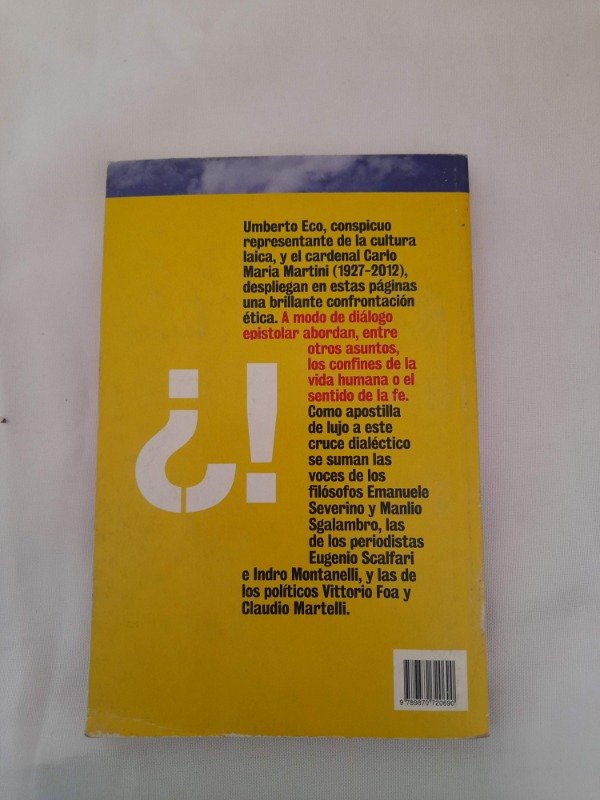 Umberto Eco, conspicuo
representante de la cultura
laica, y el cardenal Carlo
Maria Martini (1927-2012),
despliegan en estas páginas
una brillante confrontación
ética. A modo de diálogo
epistolar abordan, entre
otros asuntos,
los confines de la
vida humana o el
sentido de la fe.
Como apostilla
de lujo a este
cruce dialéctico
se suman las
voces de los
filósofos Emanuele
Severino y Manlio
Sgalambro, las
de los periodistas
Eugenio Scalfari
e Indro Montanelli, y las de
los políticos Vittorio Foa y
Claudio Martelli.
¿!
9 789870 720690